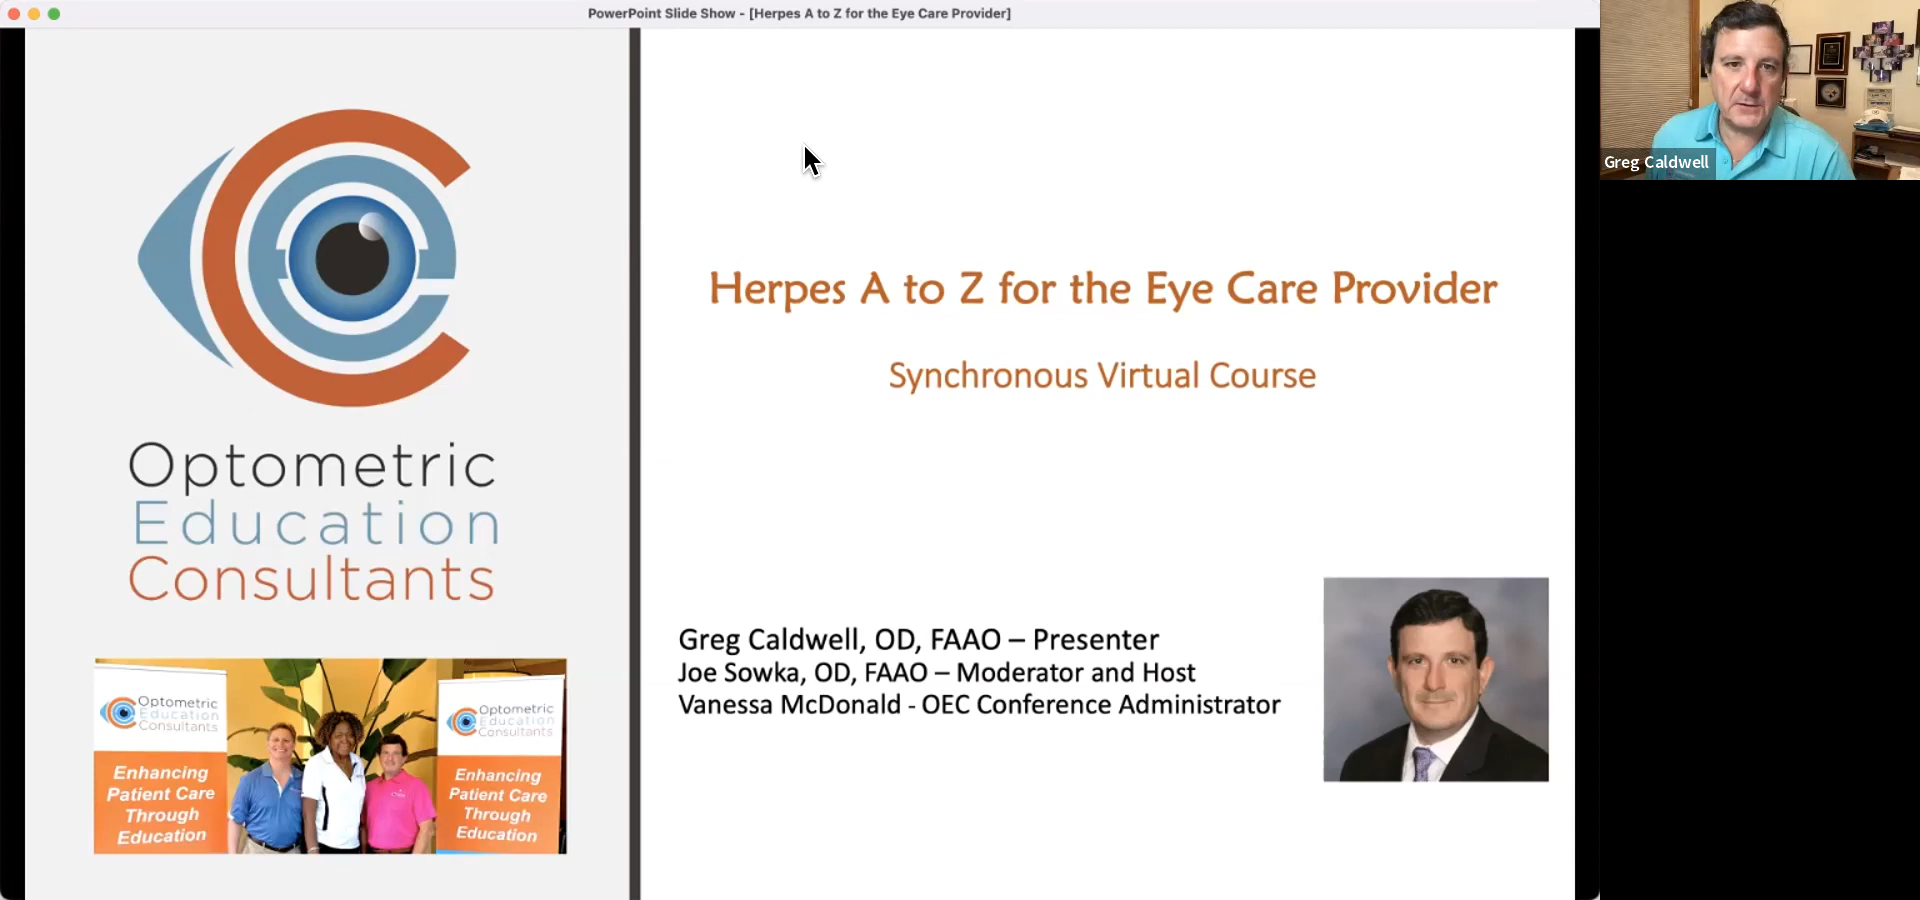 PowerPoint Slide Show - [Herpes A to Z for the Eye Care Provider]
Greg Caldwell
Optometric
Education
Consultants
Herpes A to Z for the Eye Care Provider
Synchronous Virtual Course
Greg Caldwell, OD, FAAO – Presenter
Joe Sowka, OD, FAAO – Moderator and Host
Vanessa McDonald - OEC Conference Administrator
Optometric
Education
Consultants
Enhancing
Patient Care
Through
Education
Optometric
Education
Consultants
Enhancing
Patient Care
Through
Education